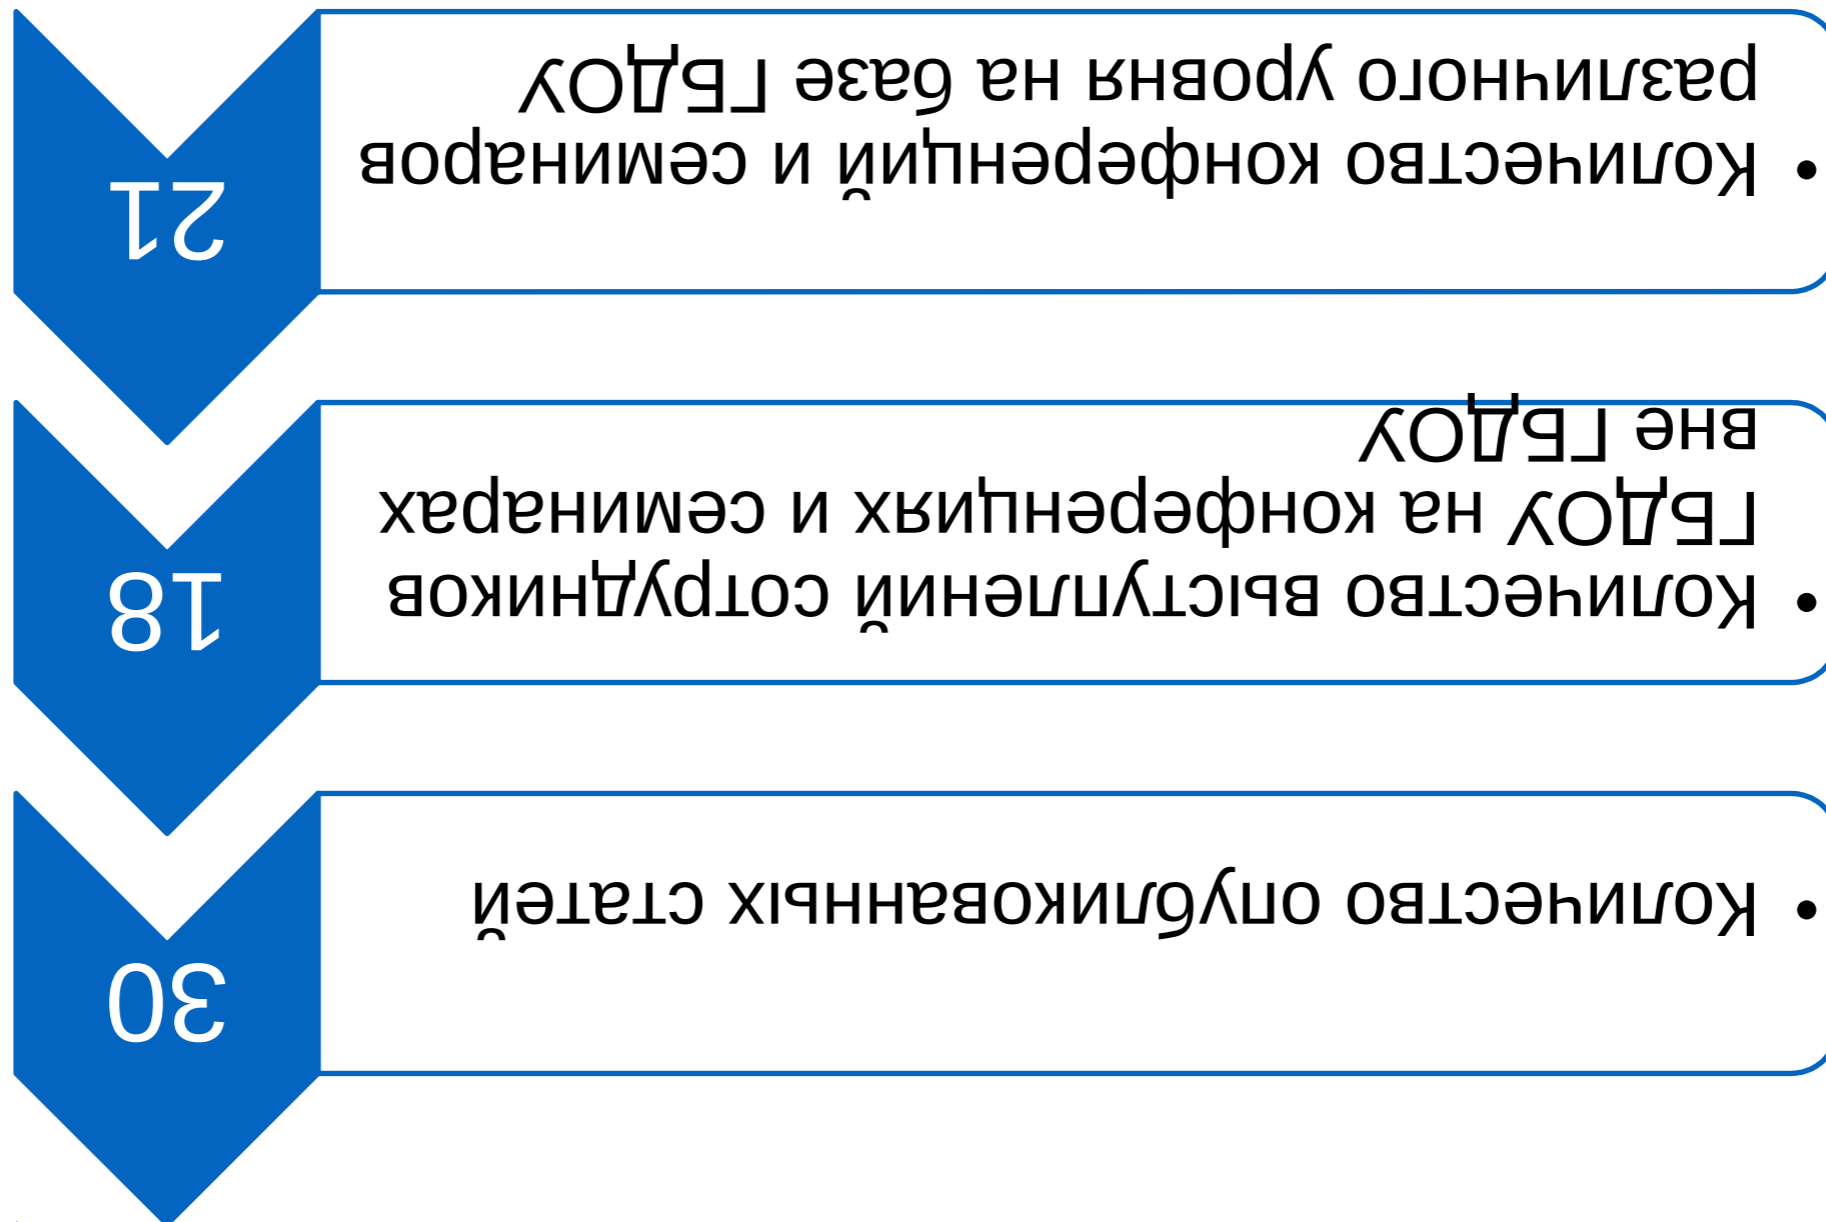 30
• Количество опубликованных статей
18
• Количество выступлений сотрудников
ГБДОУ на конференциях и семинарах
вне ГБДОУ
21
• Количество конференций и семинаров
различного уровня на базе ГБДОУ